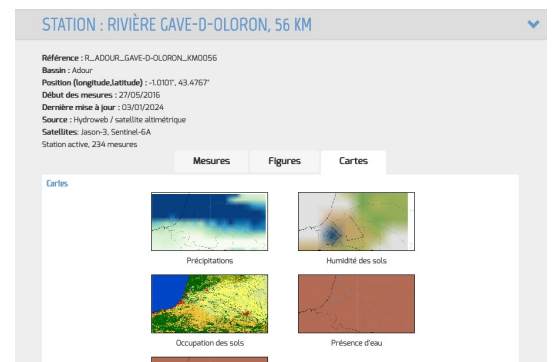 STATION : RIVIÈRE GAVE-D-OLORON, 56 KM
Référence : R_ADOUR_GAVE-D-OLORON_KM0056
Bassin : Adour
Position (longitude,latitude) : -1.0101°, 43.4767°
Début des mesures : 27/05/2016
Dernière mise à jour : 03/01/2024
Source : Hydroweb / satellite altimétrique
Satellites: Jason-3, Sentinel-6A
Station active, 234 mesures
Mesures Figures Cartes
Cartes
Précipitations Humidité des sols
Occupation des sols Présence d'eau